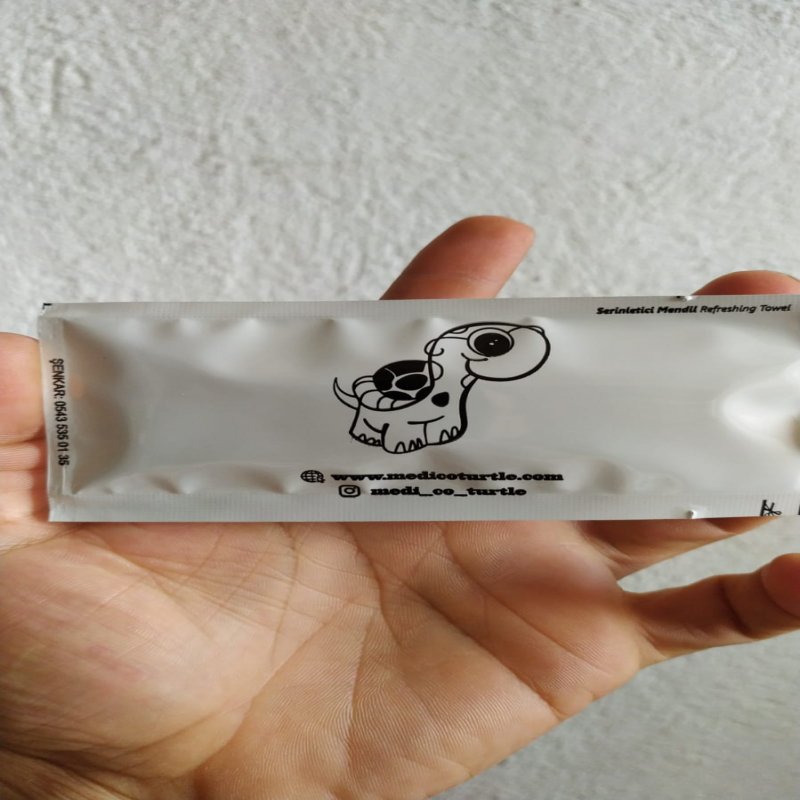 Serinletici Mendil Refreshing Towel
ŞENKAR: 0543 535 01 35
www.medicoturtle.com
medi_co_turtle